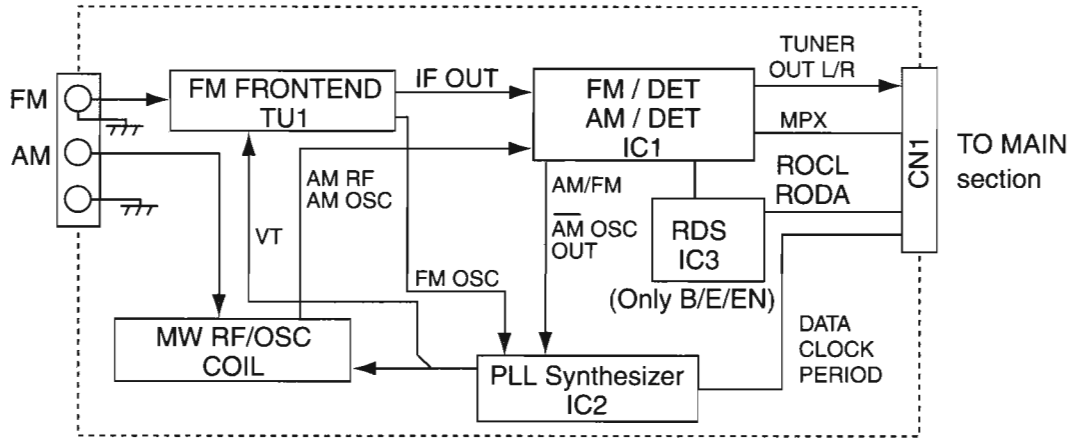 FM
AM
FM FRONTEND
TU1
IF OUT
FM / DET
AM / DET
IC1
TUNER
OUT L/R
MPX
ROCL
RODA
CN1
TO MAIN
section
AM RF
AM OSC
AM/FM
AM OSC
OUT
VT
FM OSC
RDS
IC3
(Only B/E/EN)
MW RF/OSC
COIL
PLL Synthesizer
IC2
DATA
CLOCK
PERIOD